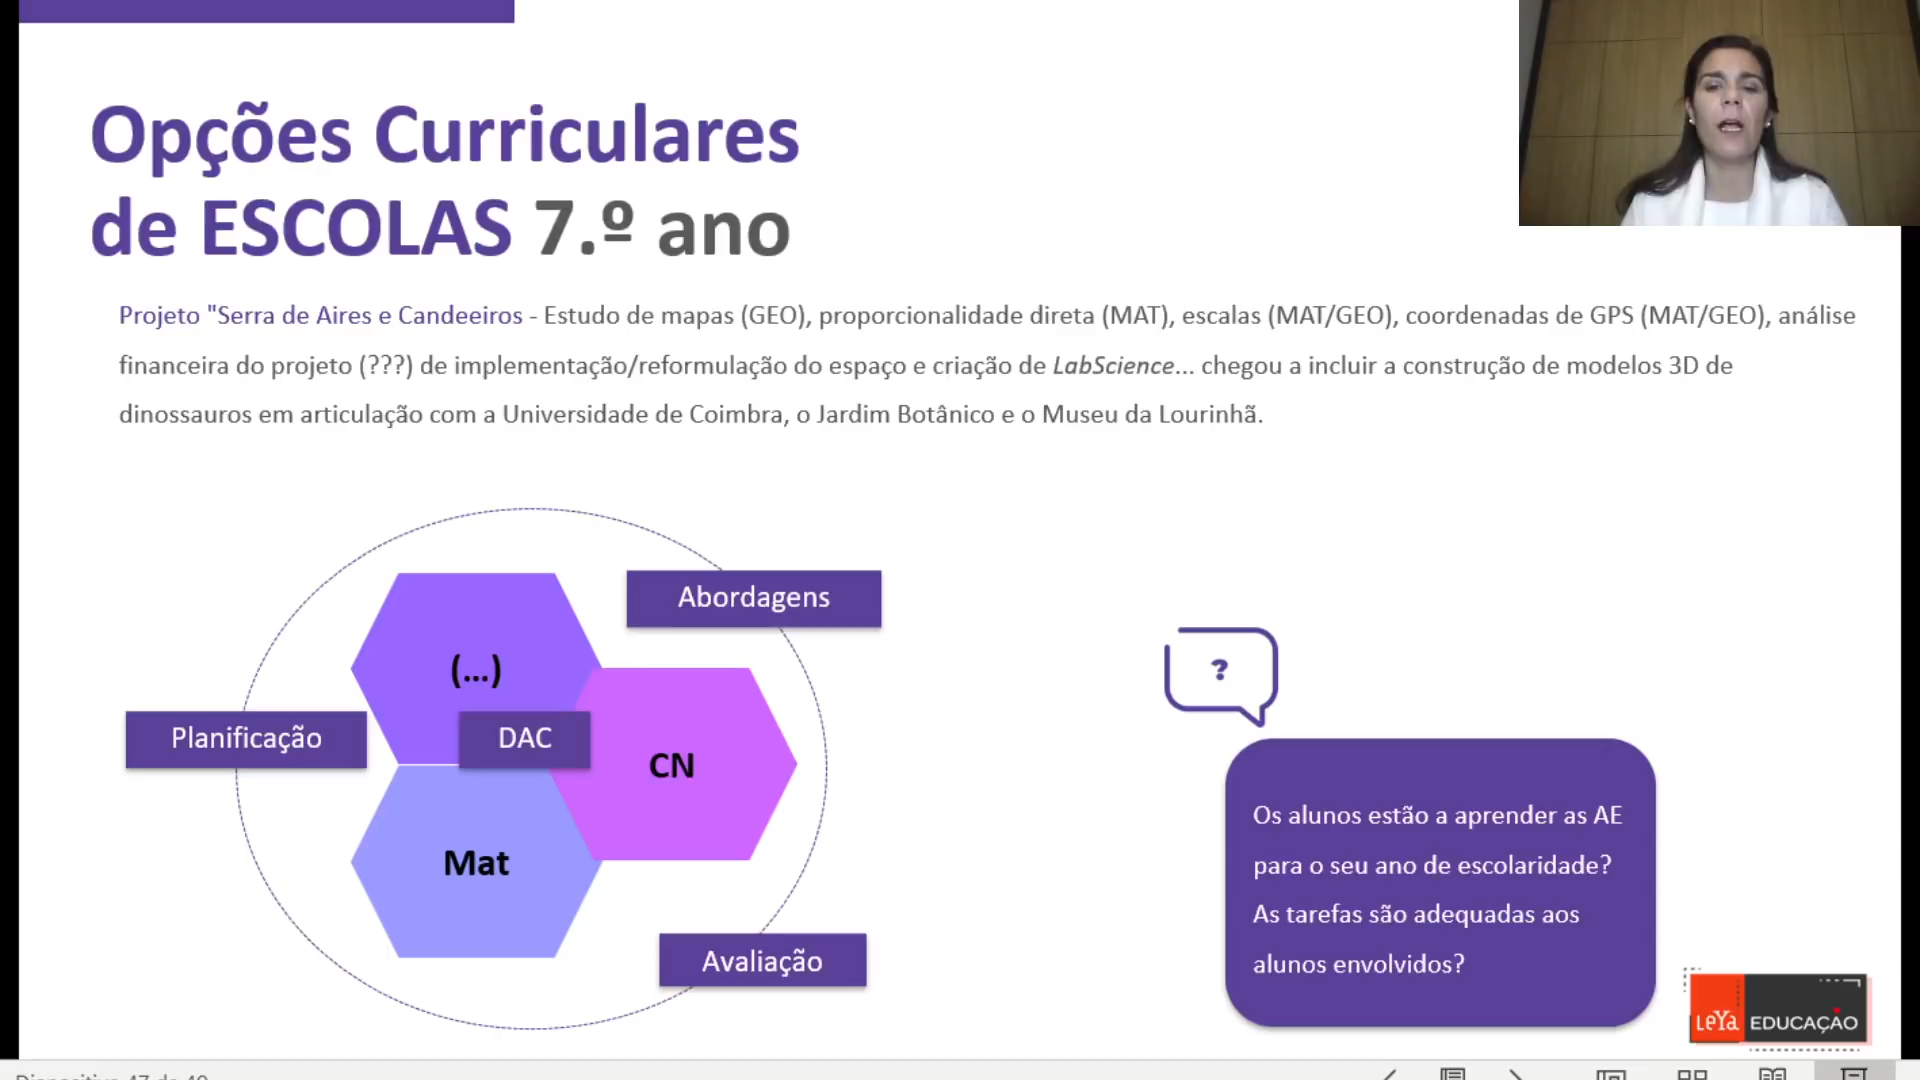 Opções Curriculares
de ESCOLAS 7.º ano
Projeto "Serra de Aires e Candeeiros - Estudo de mapas (GEO), proporcionalidade direta (MAT), escalas (MAT/GEO), coordenadas de GPS (MAT/GEO), análise
financeira do projeto (???) de implementação/reformulação do espaço e criação de LabScience... chegou a incluir a construção de modelos 3D de
dinossauros em articulação com a Universidade de Coimbra, o Jardim Botânico e o Museu da Lourinhã.
Abordagens
(...)
Planificação
DAC
CN
Mat
Avaliação
?
Os alunos estão a aprender as AE
para o seu ano de escolaridade?
As tarefas são adequadas aos
alunos envolvidos?
LeYa EDUCAÇÃO